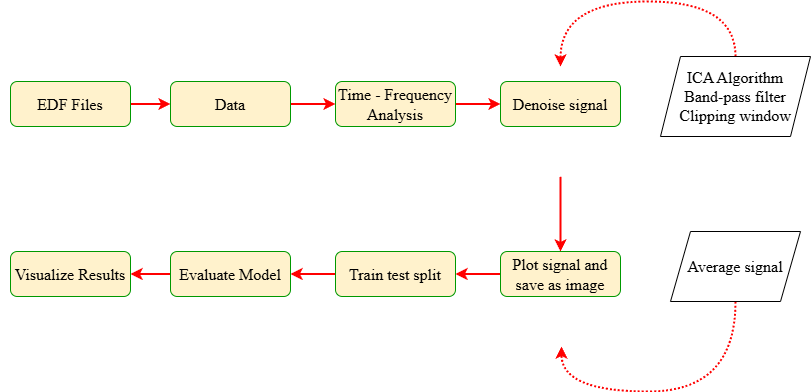 EDF Files
Data
Time - Frequency
Analysis
Denoise signal
ICA Algorithm
Band-pass filter
Clipping window
Visualize Results
Evaluate Model
Train test split
Plot signal and
save as image
Average signal